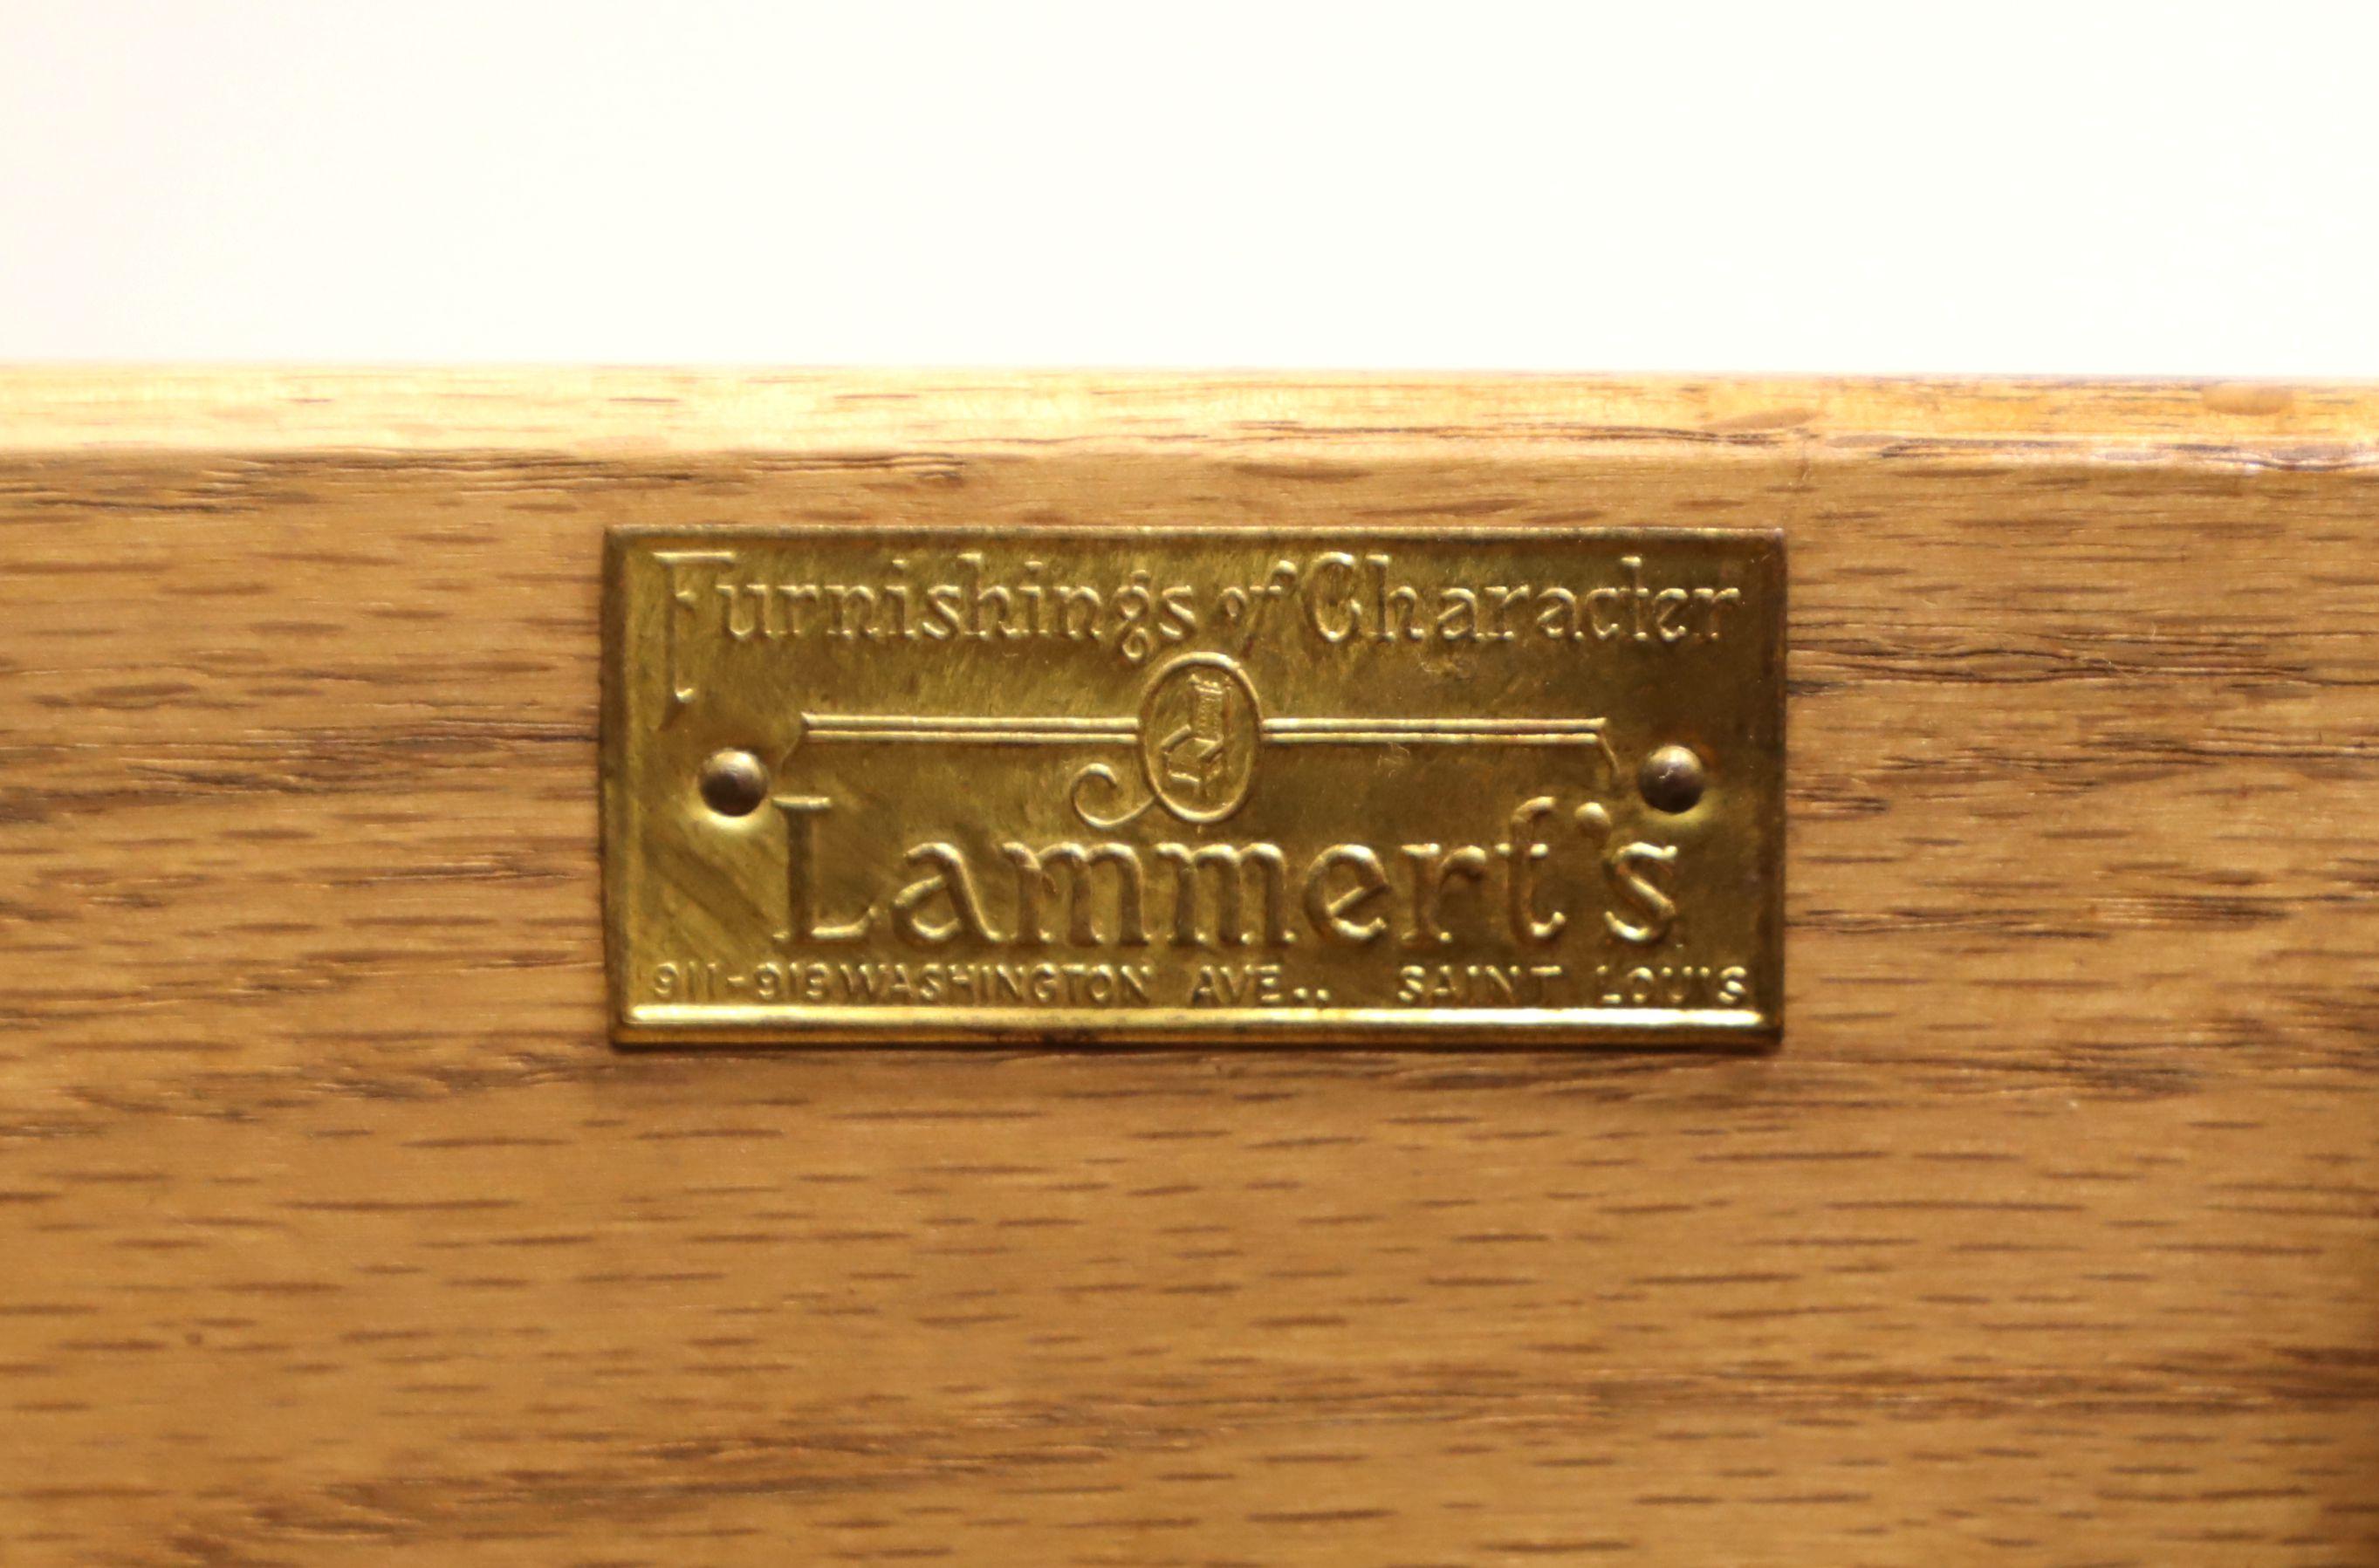 Furnishings of Character
Lammert's
911-913 WASHINGTON AVE.. SAINT LOUIS